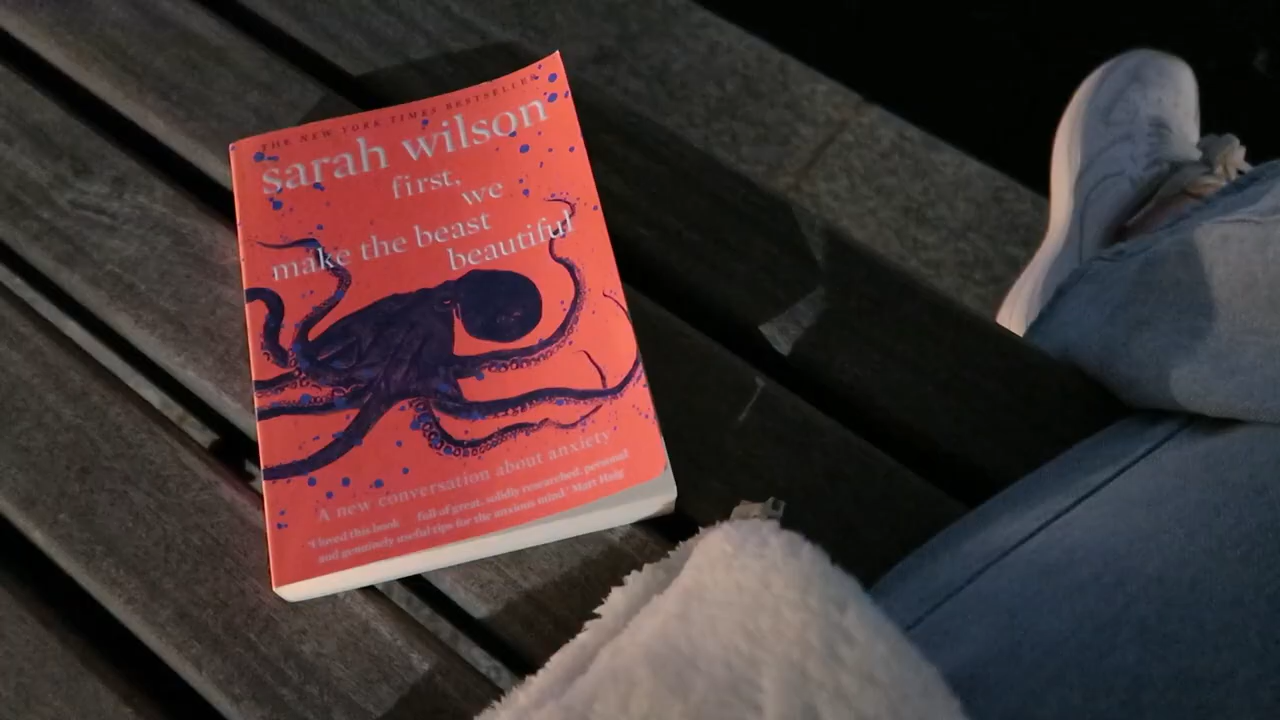 THE NEW YORK TIMES BESTSELLER
sarah wilson
first,
we
make the beast
beautiful
A new conversation about anxiety
'I loved this book ... full of great, solidly researched, personal
and genuinely useful tips for the anxious mind.' Matt Haig